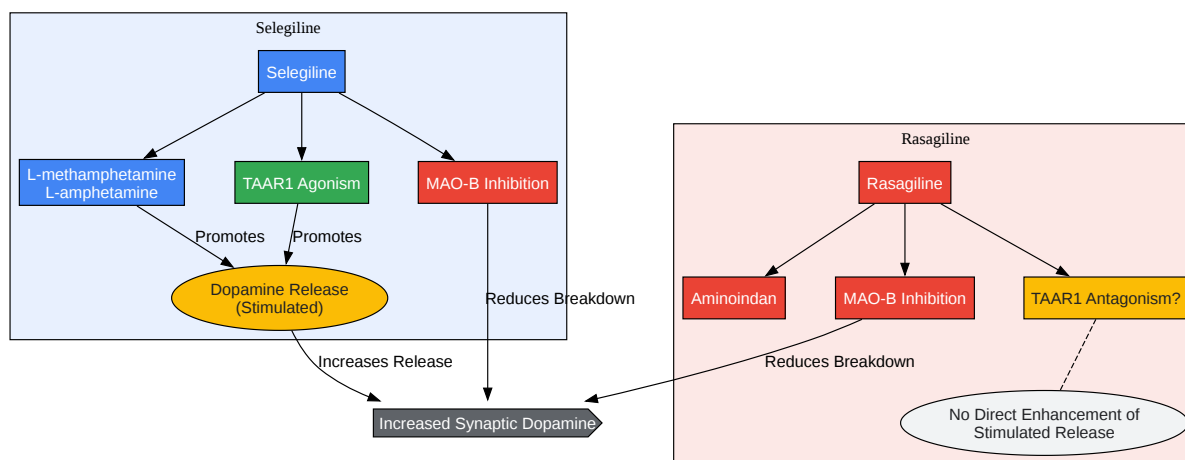 Selegiline
Selegiline
L-methamphetamine
L-amphetamine
TAAR1 Agonism
MAO-B Inhibition
Promotes
Promotes
Dopamine Release
(Stimulated)
Reduces Breakdown
Increases Release
Rasagiline
Rasagiline
Aminoindan
MAO-B Inhibition
TAAR1 Antagonism?
Reduces Breakdown
No Direct Enhancement of
Stimulated Release
Increased Synaptic Dopamine